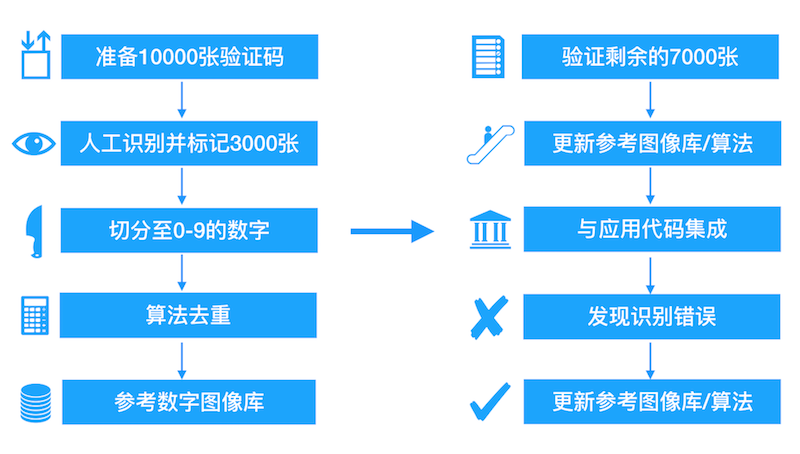 准备10000张验证码
人工识别并标记3000张
切分至0-9的数字
算法去重
参考数字图像库
验证剩余的7000张
更新参考图像库/算法
与应用代码集成
发现识别错误
更新参考图像库/算法